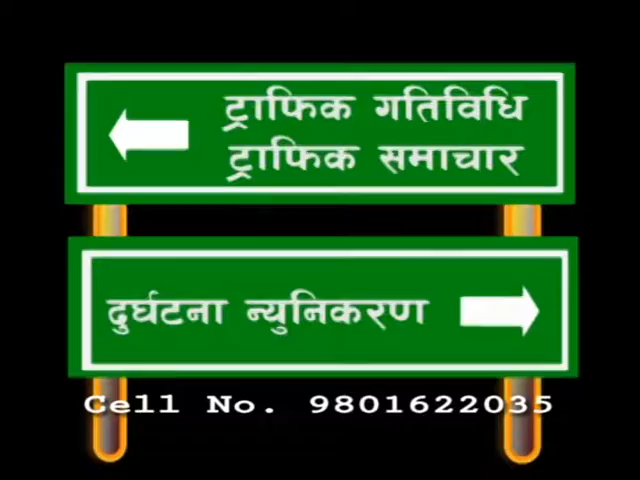 ट्राफिक गतिविधि
ट्राफिक समाचार
दुर्घटना न्युनिकरण
Cell No. 9801622035